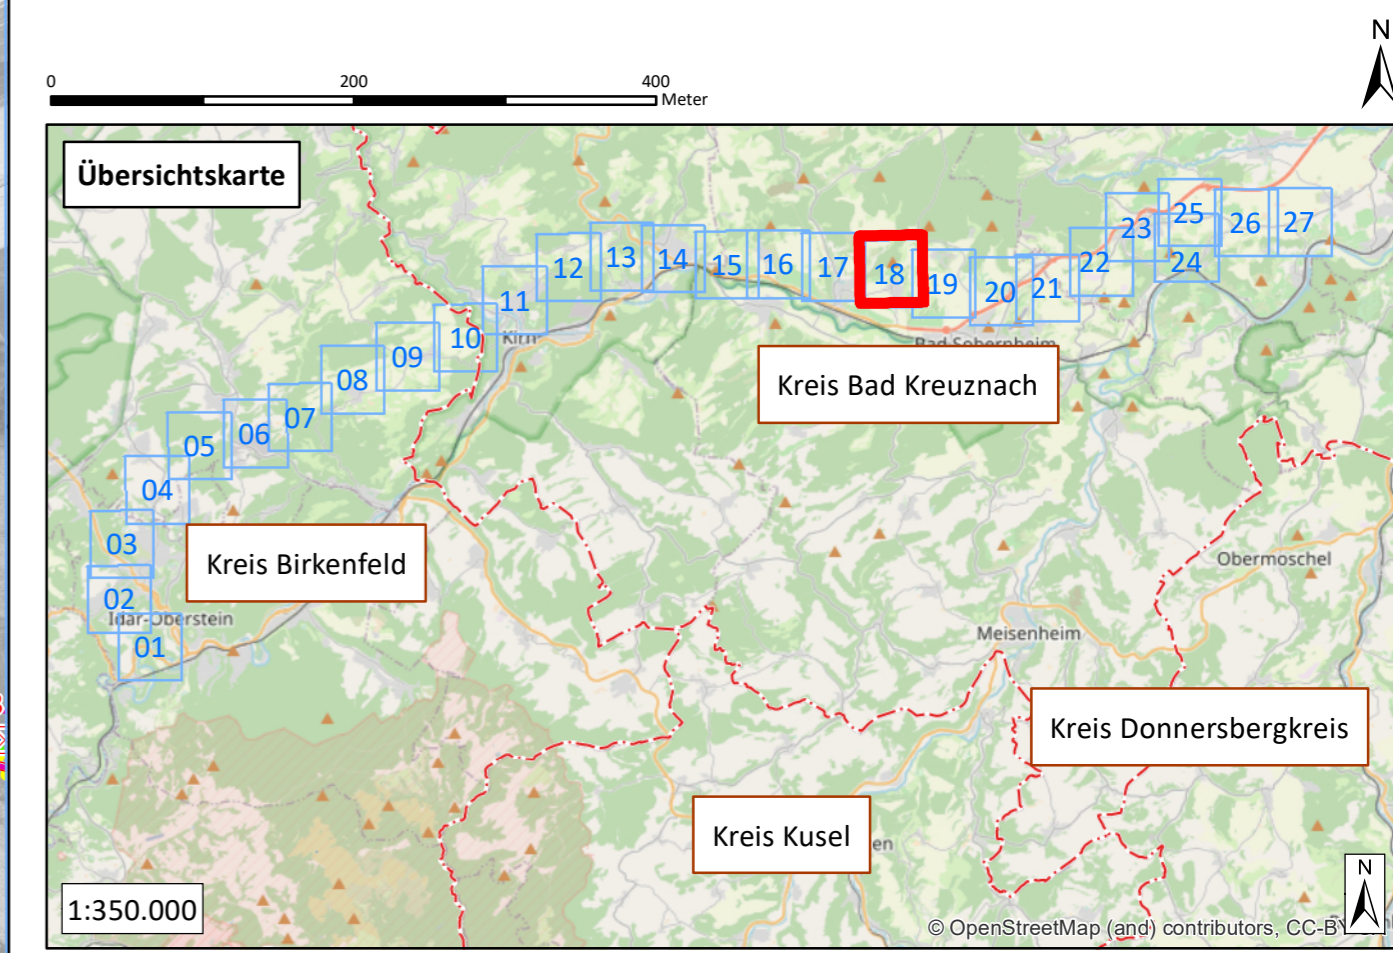 N
0 200 400
Meter
Übersichtskarte
25
23 26 27
13 14 22 24
12 15 16 17 18 19 20 21
11
10
Kirn
Bad Sobernheim
09
08
Kreis Bad Kreuznach
07
06
05
04
03
Kreis Birkenfeld
Obermoschel
02
Idar-Oberstein
01
Meisenheim
Kreis Donnersbergkreis
Kreis Kusel
en
N
1:350.000
© OpenStreetMap (and) contributors, CC-BY